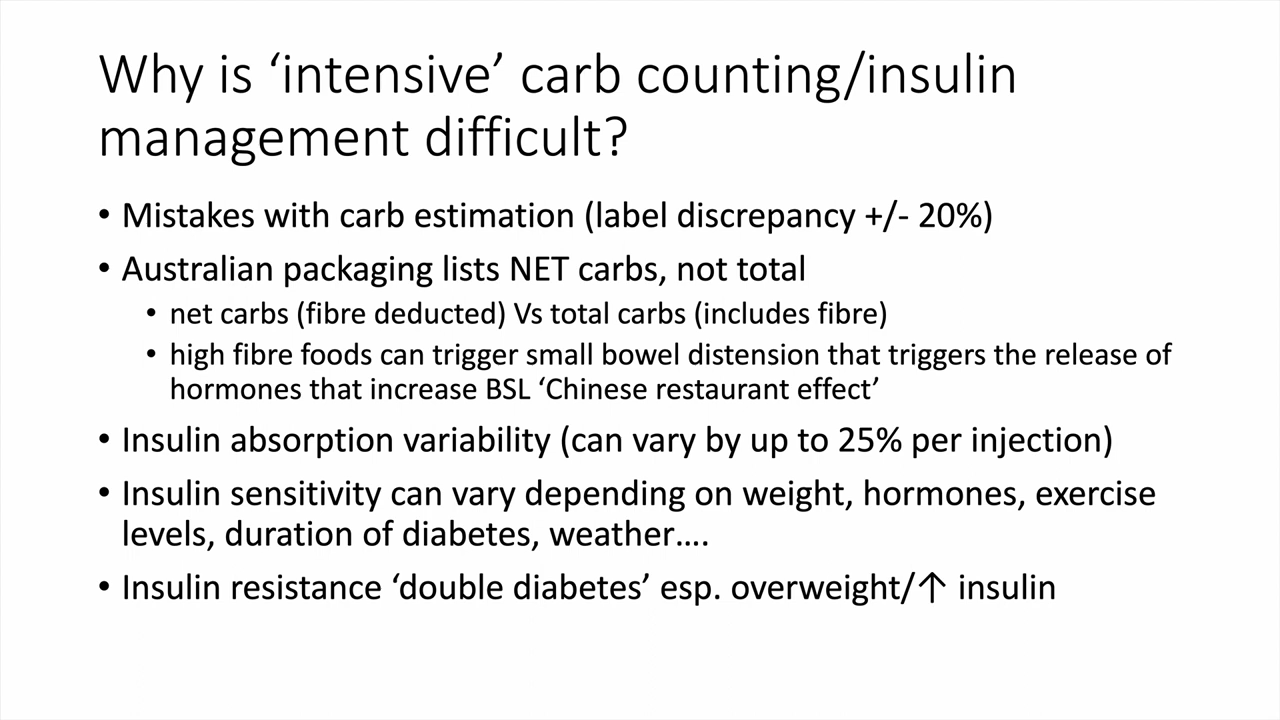 Why is ‘intensive’ carb counting/insulin
management difficult?
• Mistakes with carb estimation (label discrepancy +/- 20%)
• Australian packaging lists NET carbs, not total
• net carbs (fibre deducted) Vs total carbs (includes fibre)
• high fibre foods can trigger small bowel distension that triggers the release of
hormones that increase BSL ‘Chinese restaurant effect’
• Insulin absorption variability (can vary by up to 25% per injection)
• Insulin sensitivity can vary depending on weight, hormones, exercise
levels, duration of diabetes, weather....
• Insulin resistance ‘double diabetes’ esp. overweight/↑ insulin